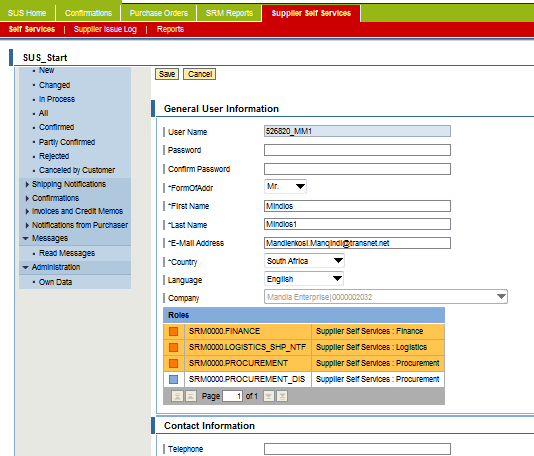 SUS Home Confirmations Purchase Orders SRM Reports Supplier Self Services
Self Services | Supplier Issue Log | Reports
SUS_Start
New
Changed
In Process
All
Confirmed
Partly Confirmed
Rejected
Canceled by Customer
Shipping Notifications
Confirmations
Invoices and Credit Memos
Notifications from Purchaser
Messages
Read Messages
Administration
Own Data
Save Cancel
General User Information
User Name 526820_MM1
Password
Confirm Password
*FormOfAddr Mr.
*First Name Mindlos
*Last Name Mindlos1
*E-Mail Address Mandlenkosi.Manqindi@transnet.net
*Country South Africa
Language English
Company Mandla Enterprise|0000002032
Roles
SRM0000.FINANCE Supplier Self Services : Finance
SRM0000.LOGISTICS_SHP_NTF Supplier Self Services : Logistics
SRM0000.PROCUREMENT Supplier Self Services : Procurement
SRM0000.PROCUREMENT_DIS Supplier Self Services : Procurement
Page 1 of 1
Contact Information
Telephone